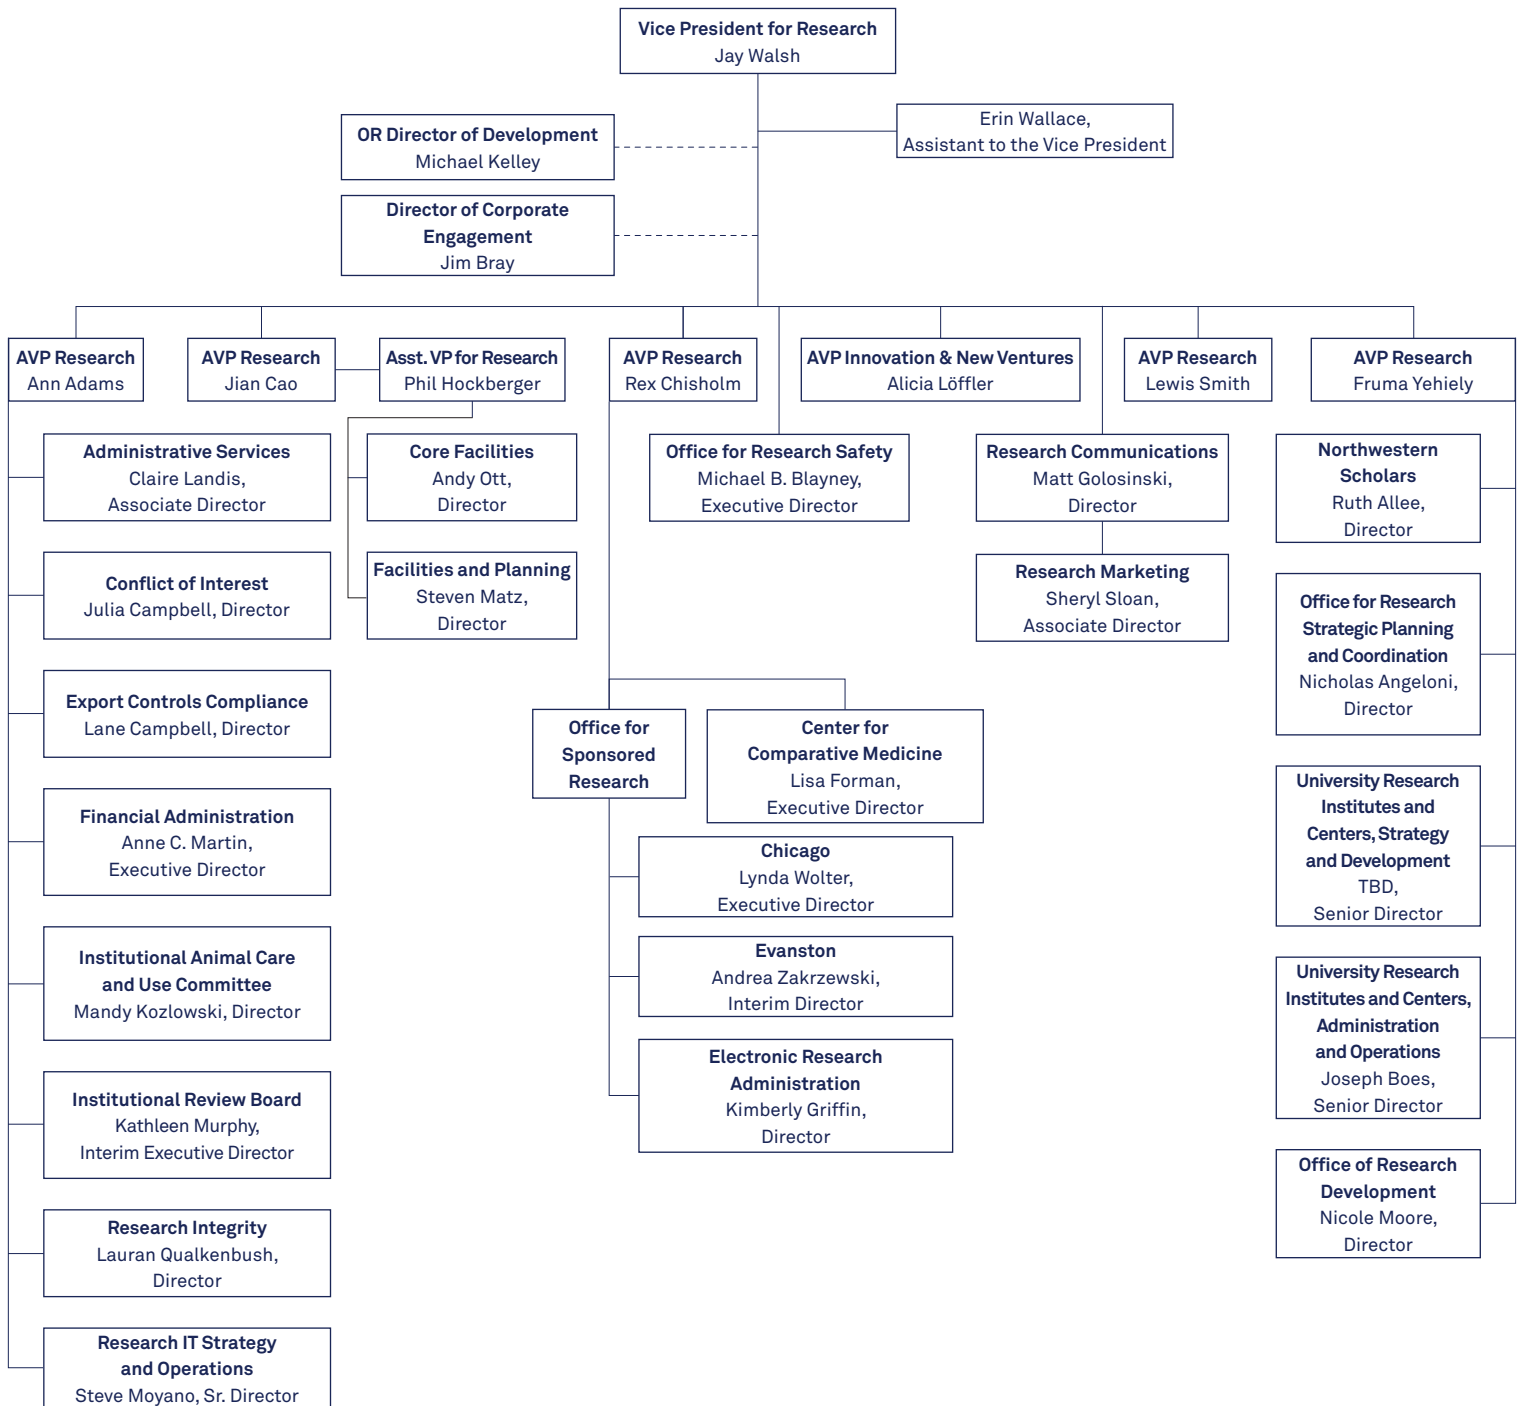 Vice President for Research
Jay Walsh
Erin Wallace,
Assistant to the Vice President
OR Director of Development
Michael Kelley
Director of Corporate
Engagement
Jim Bray
AVP Research
Ann Adams
AVP Research
Jian Cao
Asst. VP for Research
Phil Hockberger
AVP Research
Rex Chisholm
AVP Innovation & New Ventures
Alicia Löffler
AVP Research
Lewis Smith
AVP Research
Fruma Yehiely
Administrative Services
Claire Landis,
Associate Director
Conflict of Interest
Julia Campbell, Director
Export Controls Compliance
Lane Campbell, Director
Financial Administration
Anne C. Martin,
Executive Director
Institutional Animal Care
and Use Committee
Mandy Kozlowski, Director
Institutional Review Board
Kathleen Murphy,
Interim Executive Director
Research Integrity
Lauran Qualkenbush,
Director
Research IT Strategy
and Operations
Steve Moyano, Sr. Director
Core Facilities
Andy Ott,
Director
Facilities and Planning
Steven Matz,
Director
Office for Research Safety
Michael B. Blayney,
Executive Director
Research Communications
Matt Golosinski,
Director
Research Marketing
Sheryl Sloan,
Associate Director
Office for
Sponsored
Research
Center for
Comparative Medicine
Lisa Forman,
Executive Director
Chicago
Lynda Wolter,
Executive Director
Evanston
Andrea Zakrzewski,
Interim Director
Electronic Research
Administration
Kimberly Griffin,
Director
Northwestern
Scholars
Ruth Allee,
Director
Office for Research
Strategic Planning
and Coordination
Nicholas Angeloni,
Director
University Research
Institutes and
Centers, Strategy
and Development
TBD,
Senior Director
University Research
Institutes and Centers,
Administration
and Operations
Joseph Boes,
Senior Director
Office of Research
Development
Nicole Moore,
Director